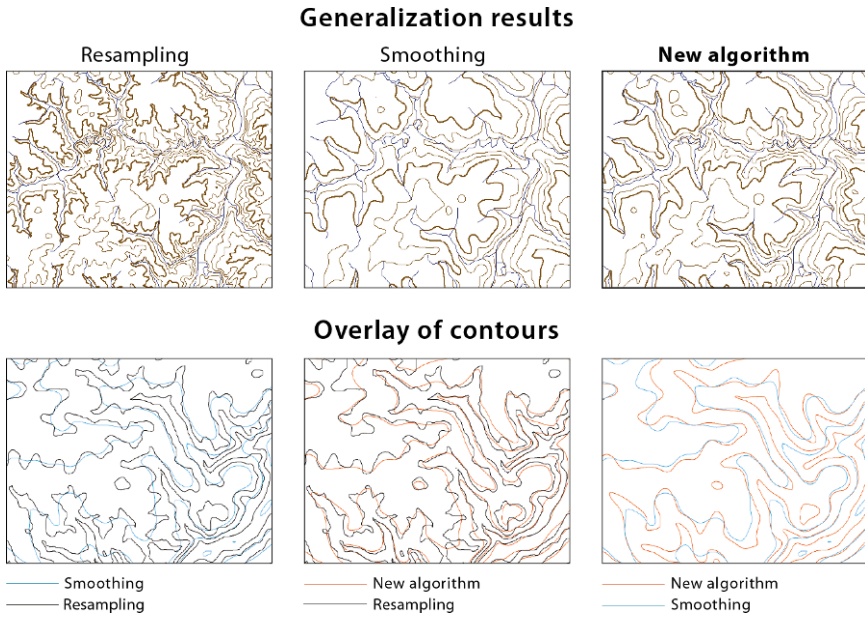 Generalization results
Resampling
Smoothing
New algorithm
Overlay of contours
Smoothing
Resampling
New algorithm
Resampling
New algorithm
Smoothing